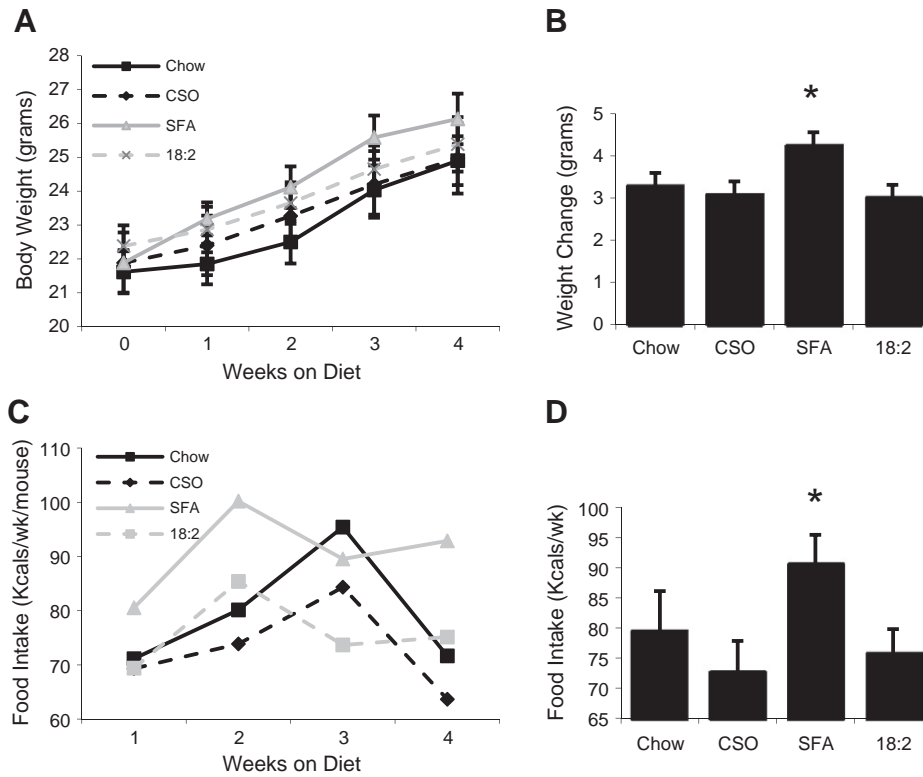 A
28
27
26
25
24
23
22
21
20
Body Weight (grams)
Chow
CSO
SFA
18:2
0 1 2 3 4
Weeks on Diet
B
*
5
4
3
2
1
0
Weight Change (grams)
Chow CSO SFA 18:2
C
110
100
90
80
70
60
Food Intake (Kcals/wk/mouse)
Chow
CSO
SFA
18:2
1 2 3 4
Weeks on Diet
D
*
100
95
90
85
80
75
70
65
Food Intake (Kcals/wk)
Chow CSO SFA 18:2